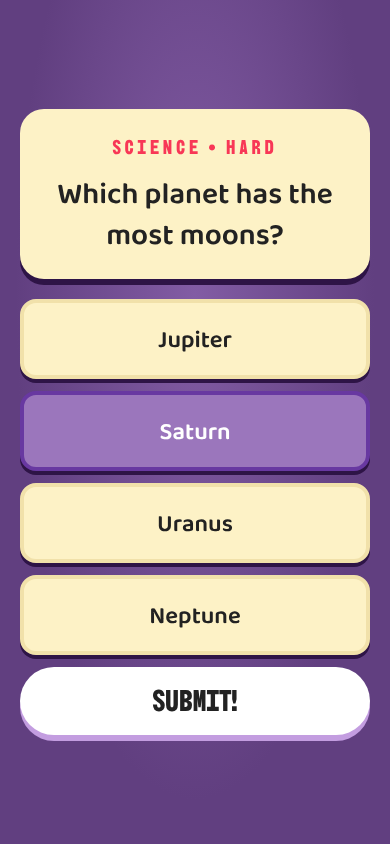 SCIENCE • HARD
Which planet has the
most moons?
Jupiter
Saturn
Uranus
Neptune
SUBMIT!